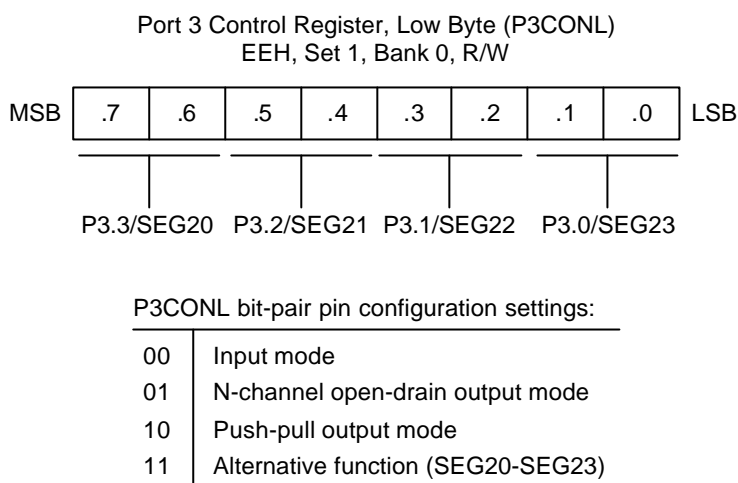 Port 3 Control Register, Low Byte (P3CONL)
EEH, Set 1, Bank 0, R/W
MSB .7 .6 .5 .4 .3 .2 .1 .0 LSB
P3.3/SEG20 P3.2/SEG21 P3.1/SEG22 P3.0/SEG23
P3CONL bit-pair pin configuration settings:
00 Input mode
01 N-channel open-drain output mode
10 Push-pull output mode
11 Alternative function (SEG20-SEG23)